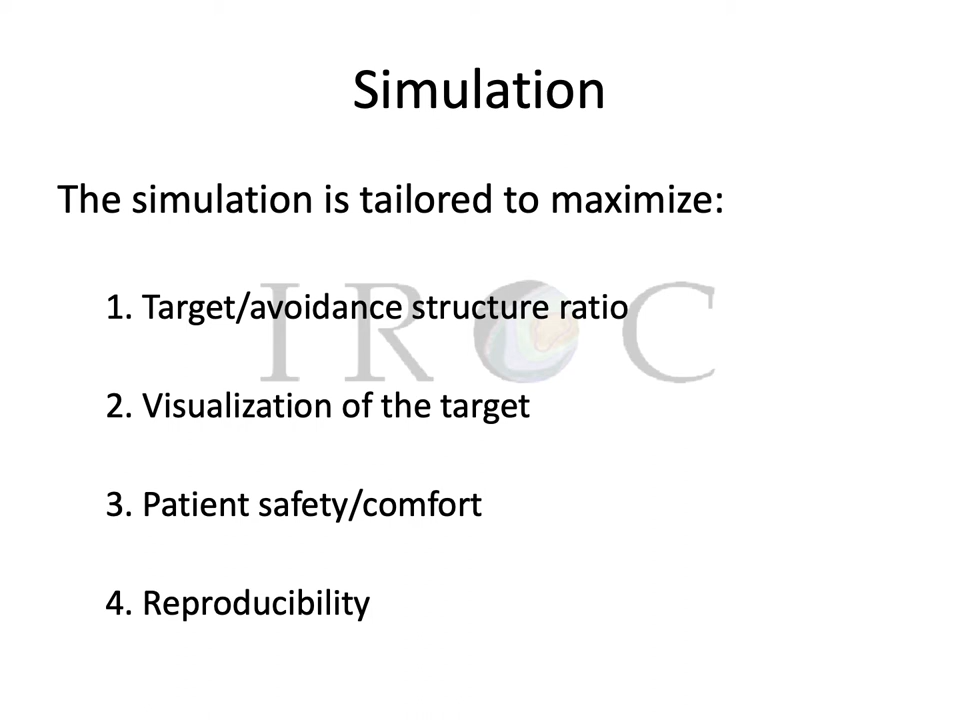 Simulation
The simulation is tailored to maximize:
IROC
1. Target/avoidance structure ratio
2. Visualization of the target
3. Patient safety/comfort
4. Reproducibility